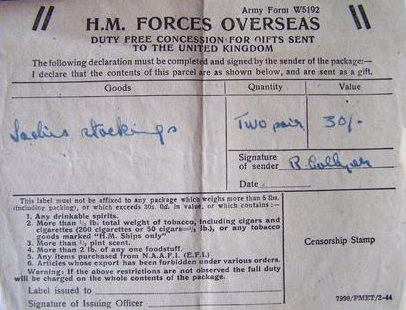 Army Form W5192
H.M. FORCES OVERSEAS
DUTY FREE CONCESSION FOR GIFTS SENT
TO THE UNITED KINGDOM
The following declaration must be completed and signed by the sender of the package:—
I declare that the contents of this parcel are as shown below, and are sent as a gift.
Goods Quantity Value
Ladies stockings Two pair 30/-
Signature
of sender R.
Date
This label must not be affixed to any package which weighs more than 5 lbs.
(including packing), or which exceeds 30s. 0d. in value, or which contains:—
1. Any drinkable spirits.
2. More than ½ lb. total weight of tobacco, including cigars and
cigarettes (200 cigarettes or 50 cigars=½ lb.), or any tobacco
goods marked "H.M. Ships only"
3. More than pint scent.
4. More than 2 lb. of any one foodstuff.
5. Any items purchased from N.A.A.F.I. (E.F.I.)
6. Articles whose export has been forbidden under various orders.
Warning: If the above restrictions are not observed the full duty
will be charged on the whole contents of the package.
Censorship Stamp
Label issued to
Signature of Issuing Officer
7990/PMET/2-44